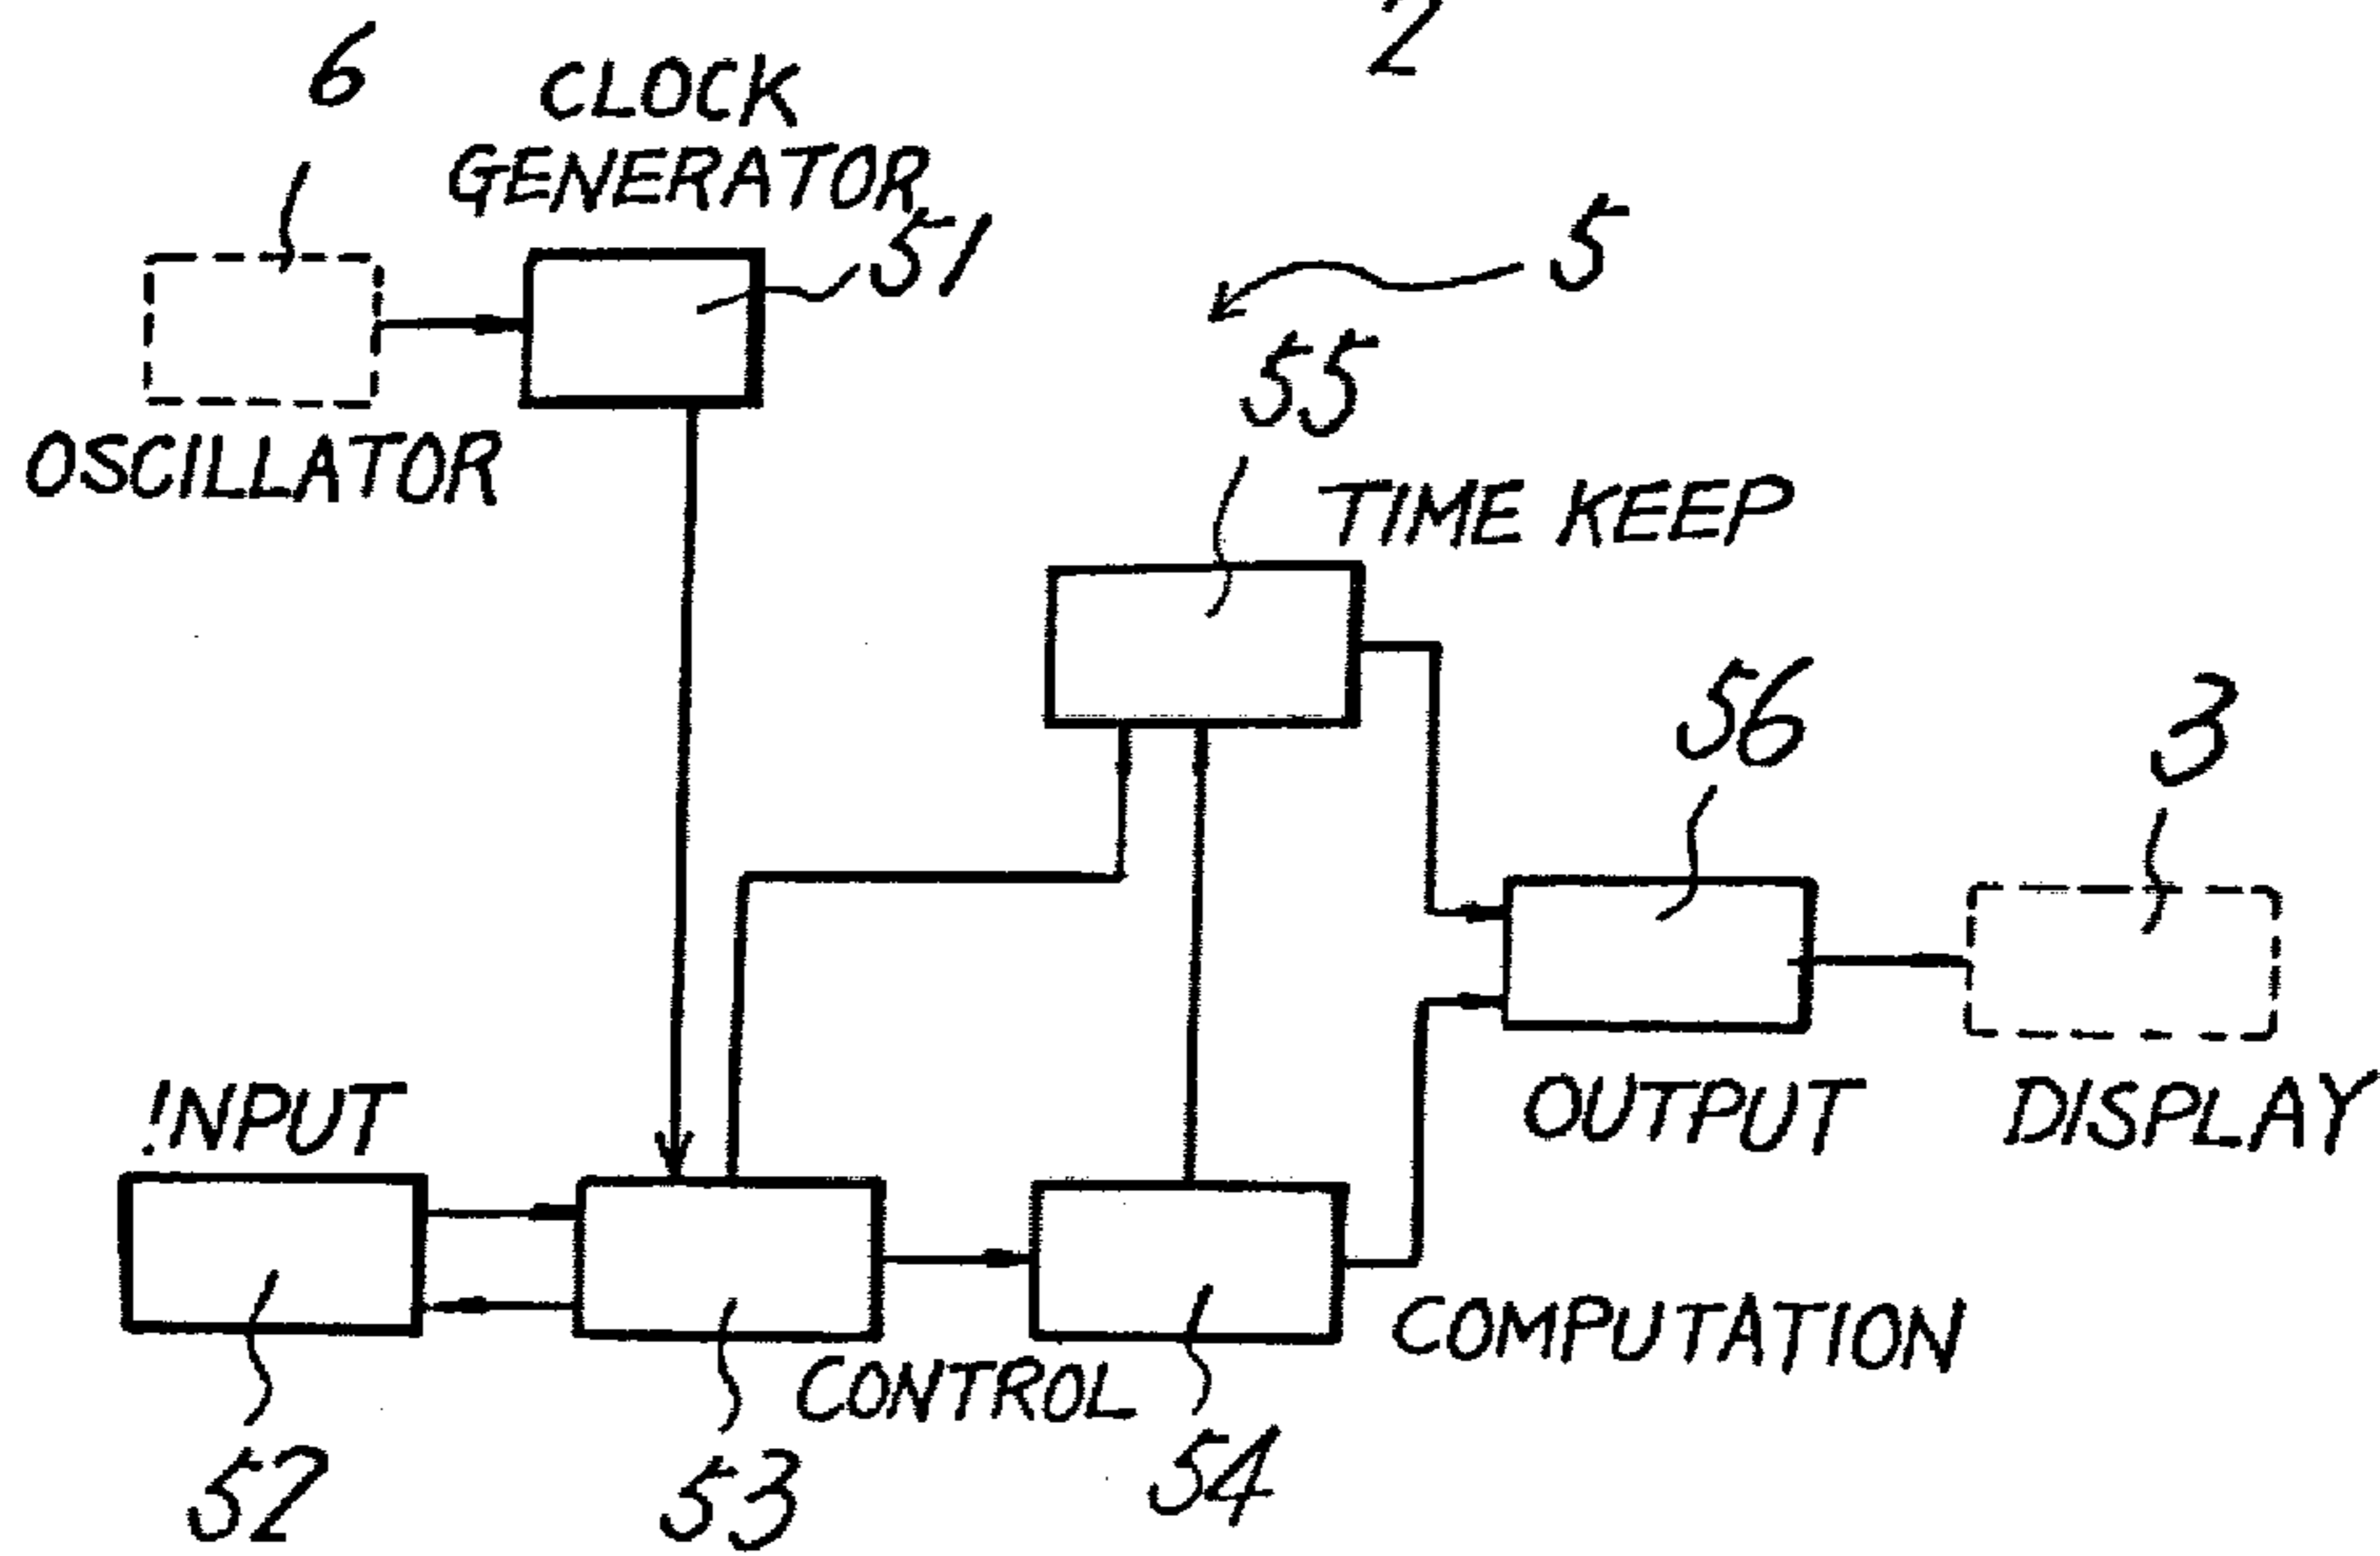 2
6
CLOCK
GENERATOR
51
5
OSCILLATOR
55
TIME KEEP
56
3
INPUT
OUTPUT
DISPLAY
COMPUTATION
CONTROL
52
53
54